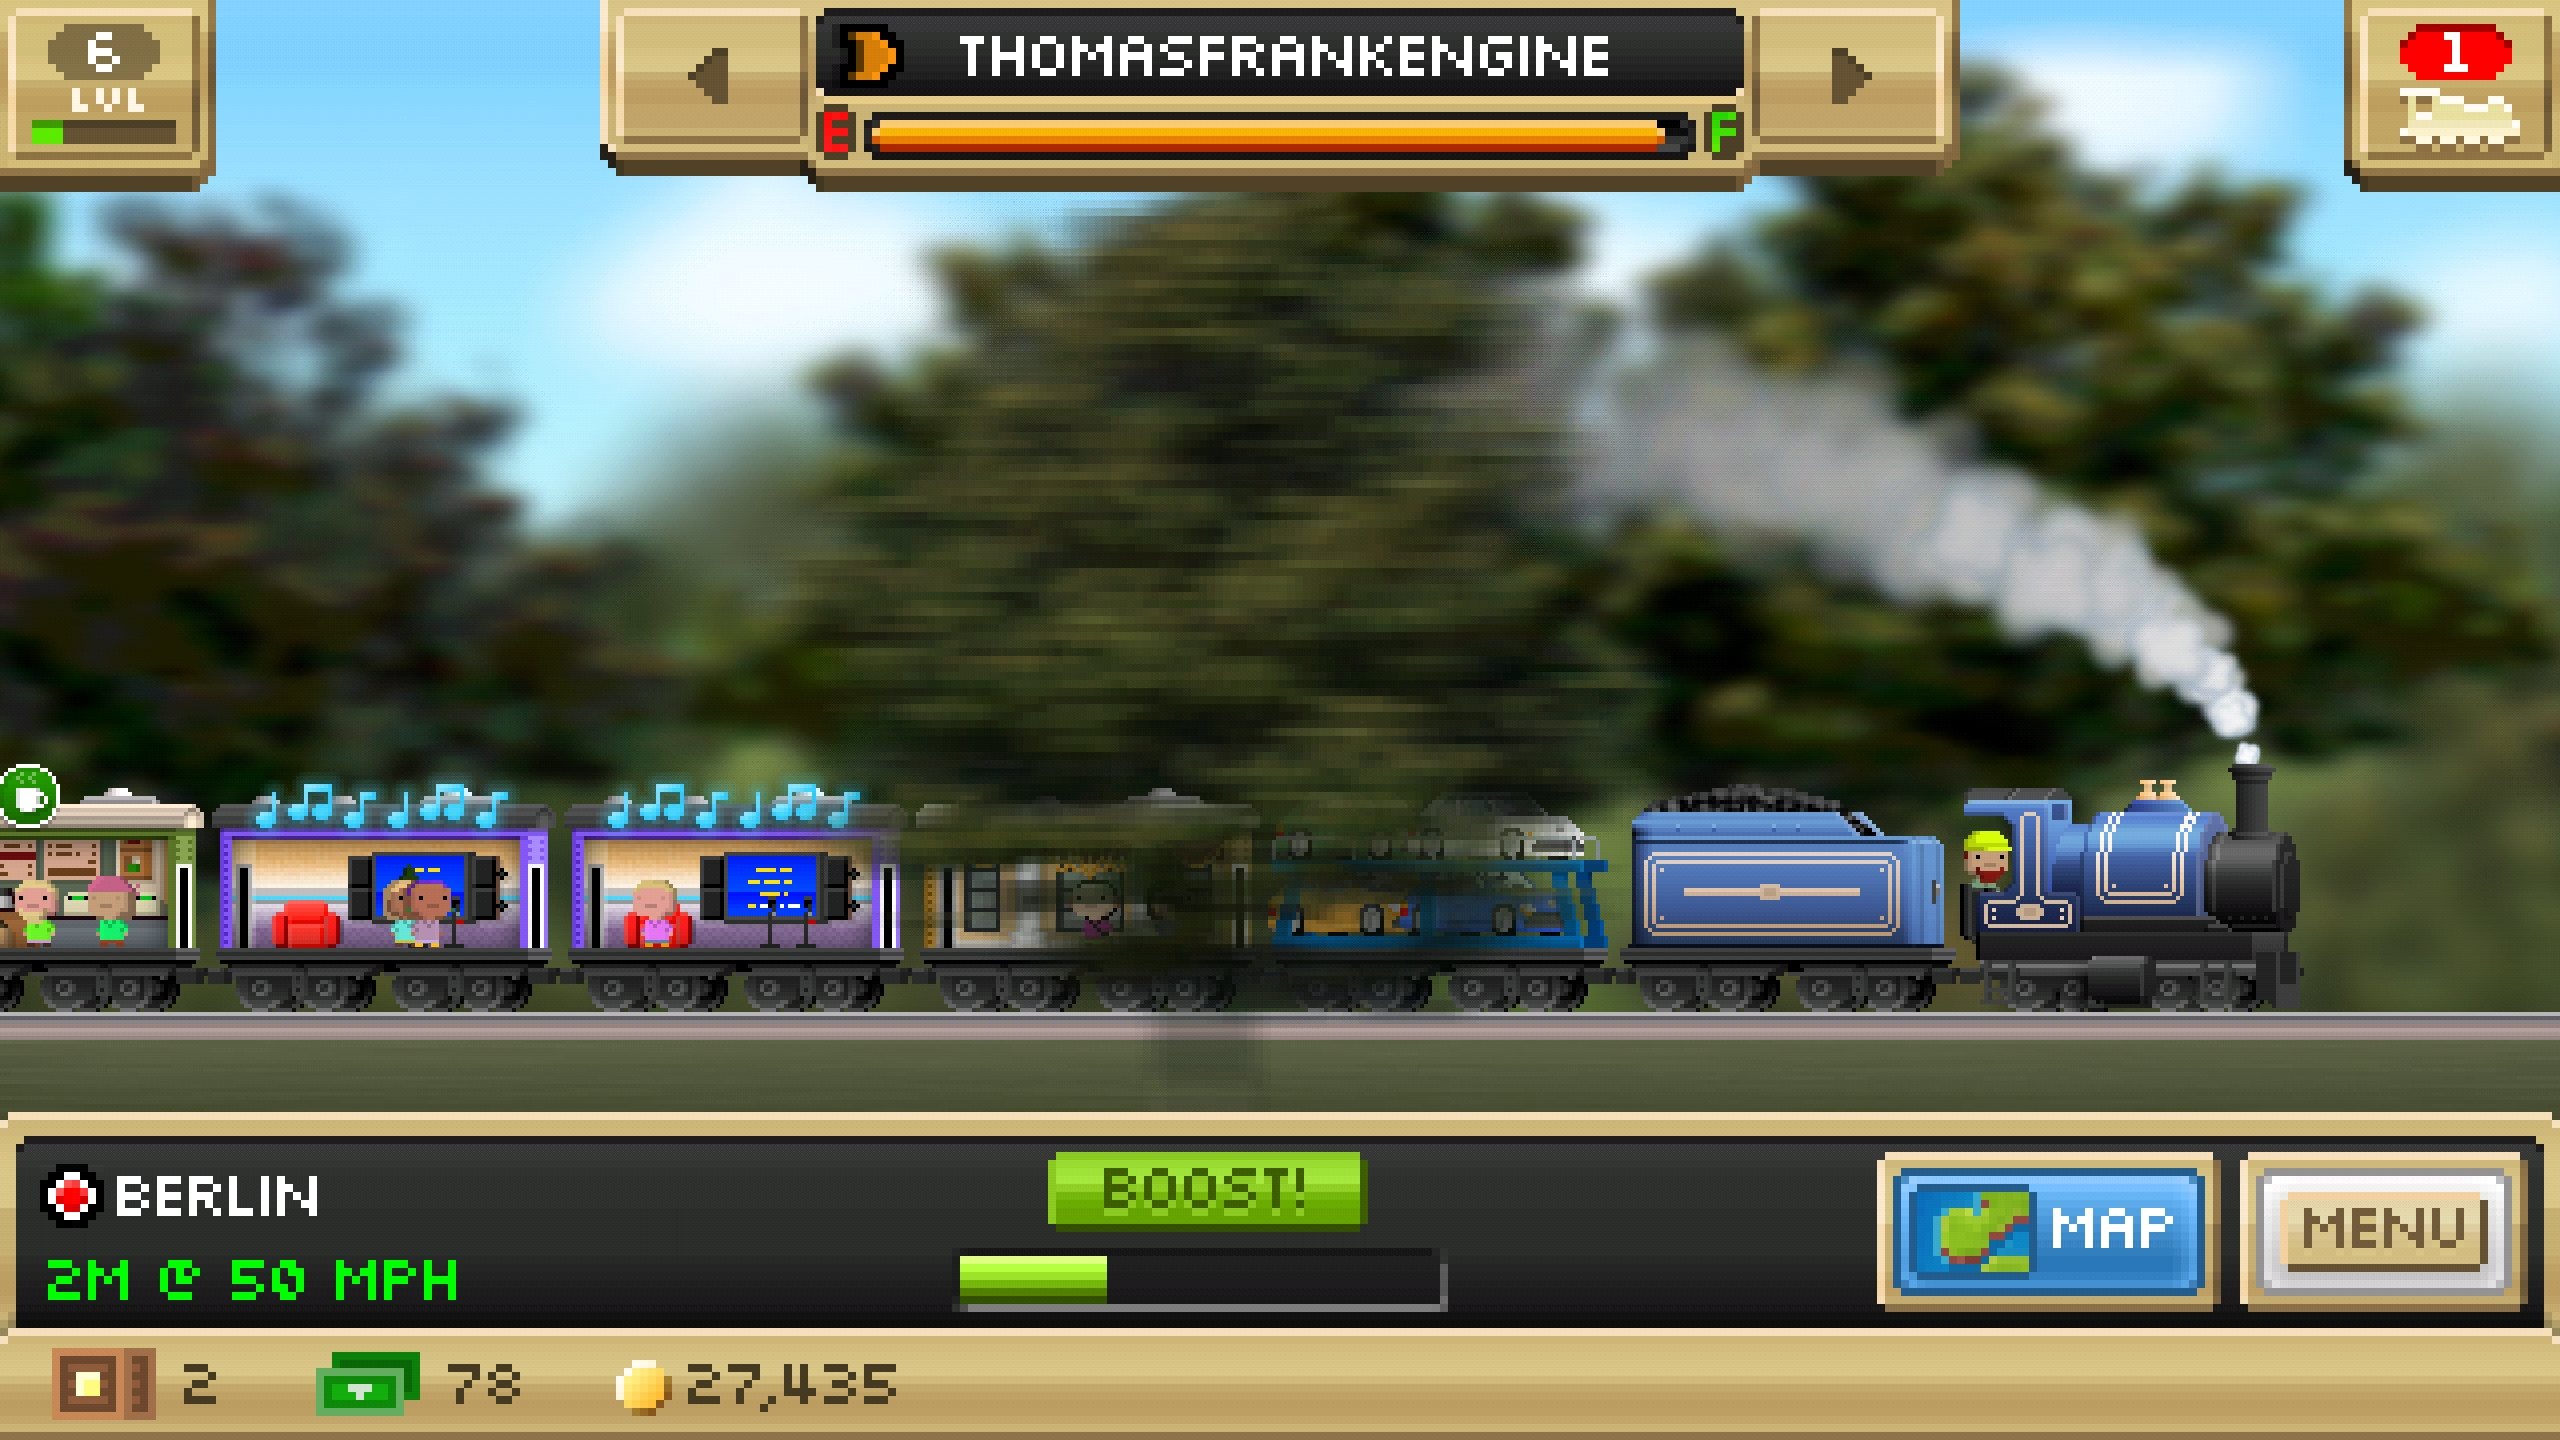 6
LVL
THOMASFRANKENGINE
E F
1
BERLIN
2M @ 50 MPH
BOOST!
MAP
MENU
2 78 27,435